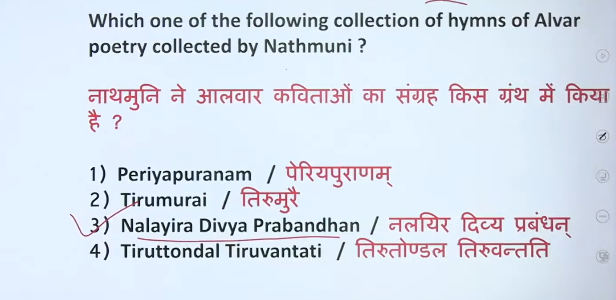 Which one of the following collection of hymns of Alvar
poetry collected by Nathmuni ?
नाथमुनि ने आलवार कविताओं का संग्रह किस ग्रंथ में किया
है ?
1) Periyapuranam / पेरियपुराणम्
2) Tirumurai / तिरुमुरै
3) Nalayira Divya Prabandhan / नलयिर दिव्य प्रबंधन्
4) Tiruttondal Tiruvantati / तिरुतोण्डल तिरुवन्तति